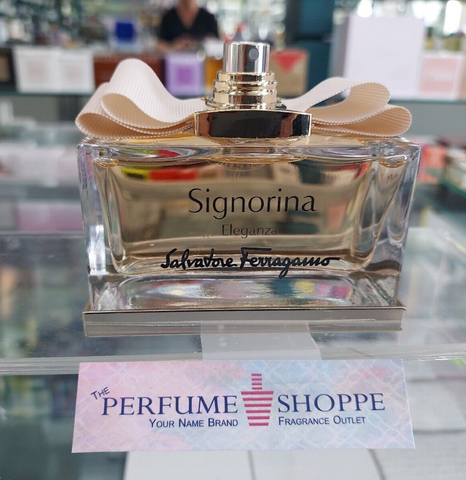 Signorina
Eleganza
Salvatore Ferragamo
THE PERFUME SHOPPE
YOUR NAME BRAND FRAGRANCE OUTLET